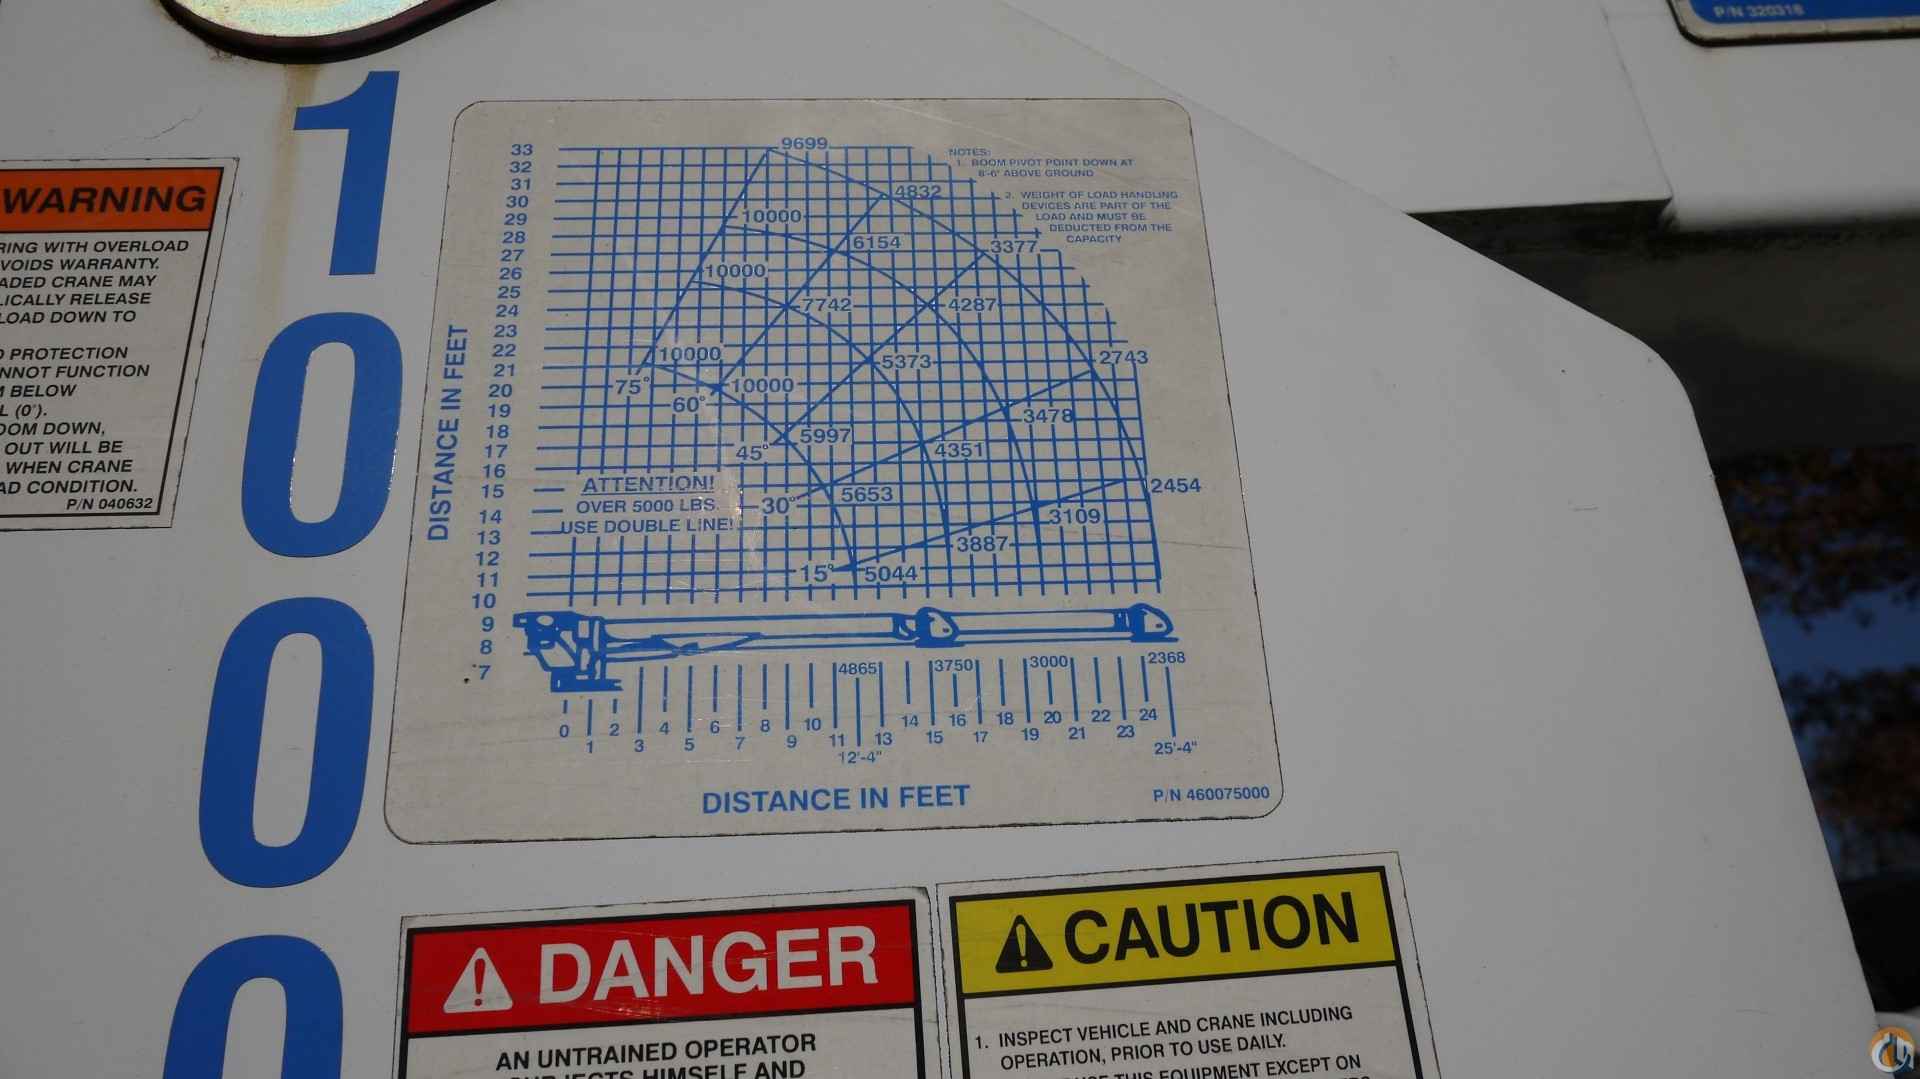 P/N 320318
1000
WARNING
RING WITH OVERLOAD
VOIDS WARRANTY.
ADED CRANE MAY
LICALLY RELEASE
LOAD DOWN TO
D PROTECTION
NNOT FUNCTION
M BELOW
L (0°).
OOM DOWN,
OUT WILL BE
WHEN CRANE
AD CONDITION.
P/N 040632
DISTANCE IN FEET
33
32
31
30
29
28
27
26
25
24
23
22
21
20
19
18
17
16
15
14
13
12
11
10
9
8
7
NOTES:
1. BOOM PIVOT POINT DOWN AT
8'-6" ABOVE GROUND
2. WEIGHT OF LOAD HANDLING
DEVICES ARE PART OF THE
LOAD AND MUST BE
DEDUCTED FROM THE
CAPACITY
9699
4832
10000
6154
3377
10000
7742
4287
10000
5373
2743
75°
10000
60°
3478
5997
45°
4351
5653
30°
2454
3109
3887
15°
5044
ATTENTION!
OVER 5000 LBS.
USE DOUBLE LINE!
4865 3750 3000 2368
0 1 2 3 4 5 6 7 8 9 10 11 12'-4" 13 14 15 16 17 18 19 20 21 22 23 24 25'-4"
DISTANCE IN FEET
P/N 460075000
DANGER
AN UNTRAINED OPERATOR
SUBJECTS HIMSELF AND
CAUTION
1. INSPECT VEHICLE AND CRANE INCLUDING
OPERATION, PRIOR TO USE DAILY.
THIS EQUIPMENT EXCEPT ON